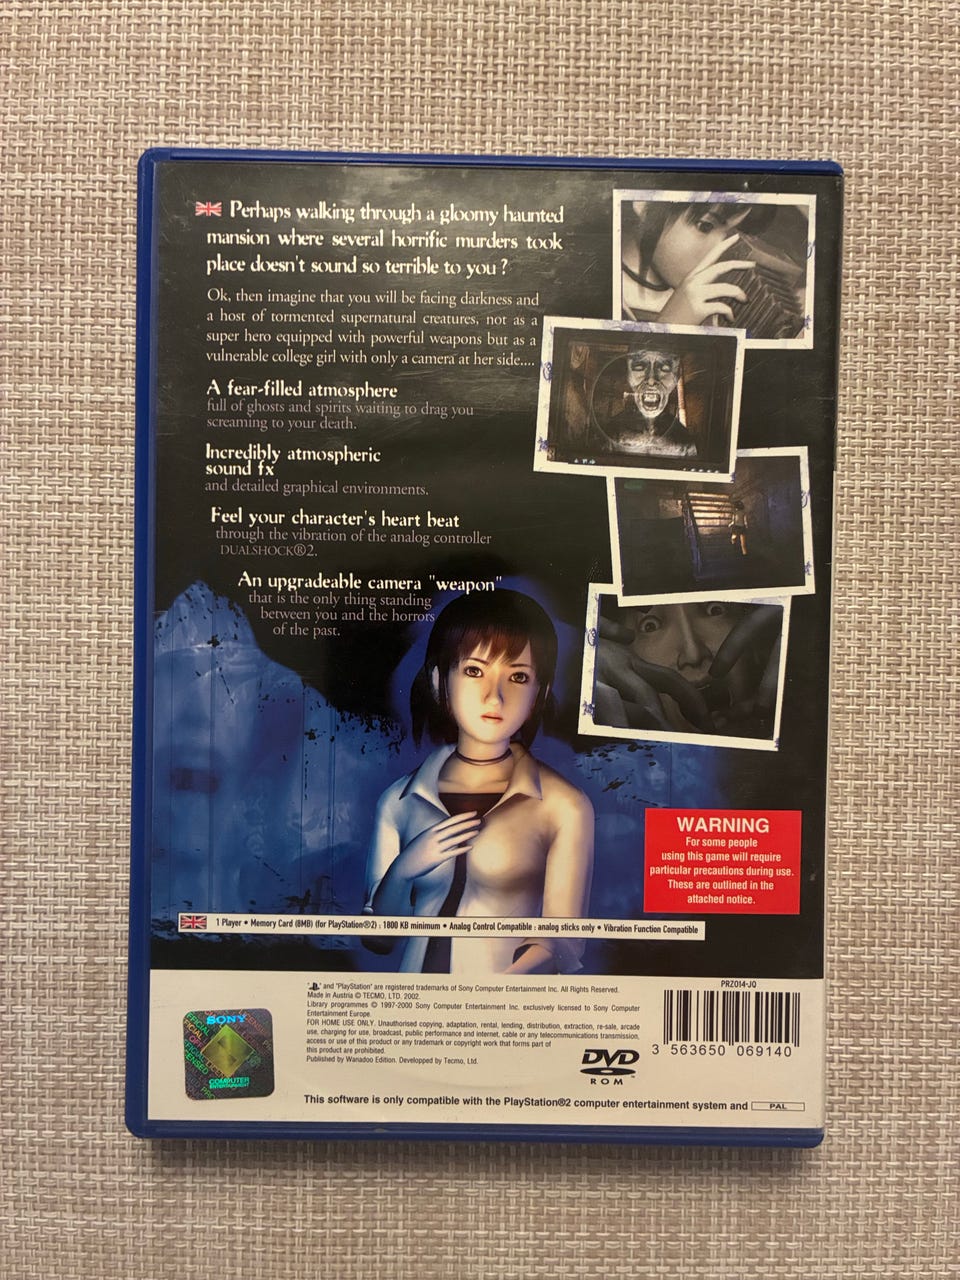 Perhaps walking through a gloomy haunted
mansion where several horrific murders took
place doesn't sound so terrible to you ?
Ok, then imagine that you will be facing darkness and
a host of tormented supernatural creatures, not as a
super hero equipped with powerful weapons but as a
vulnerable college girl with only a camera at her side....
A fear-filled atmosphere
full of ghosts and spirits waiting to drag you
screaming to your death.
Incredibly atmospheric
sound fx
and detailed graphical environments.
Feel your character's heart beat
through the vibration of the analog controller
DUALSHOCK®2.
An upgradeable camera "weapon"
that is the only thing standing
between you and the horrors
of the past.
WARNING
For some people
using this game will require
particular precautions during use.
These are outlined in the
attached notice.
1 Player • Memory Card (8MB) (for PlayStation®2) : 1800 KB minimum • Analog Control Compatible : analog sticks only • Vibration Function Compatible
" " and "PlayStation" are registered trademarks of Sony Computer Entertainment Inc. All Rights Reserved.
Made in Austria © TECMO, LTD. 2002.
Library programmes © 1997-2000 Sony Computer Entertainment Inc. exclusively licensed to Sony Computer
Entertainment Europe.
FOR HOME USE ONLY. Unauthorised copying, adaptation, rental, lending, distribution, extraction, re-sale, arcade
use, charging for use, broadcast, public performance and internet, cable or any telecommunications transmission,
access or use of this product or any trademark or copyright work that forms part of
this product are prohibited.
Published by Wanadoo Edition. Developped by Tecmo, Ltd.
PRZ014-JQ
3 563650 069140
SONY
COMPUTER
ENTERTAINMENT
DVD
ROM
This software is only compatible with the PlayStation®2 computer entertainment system and PAL